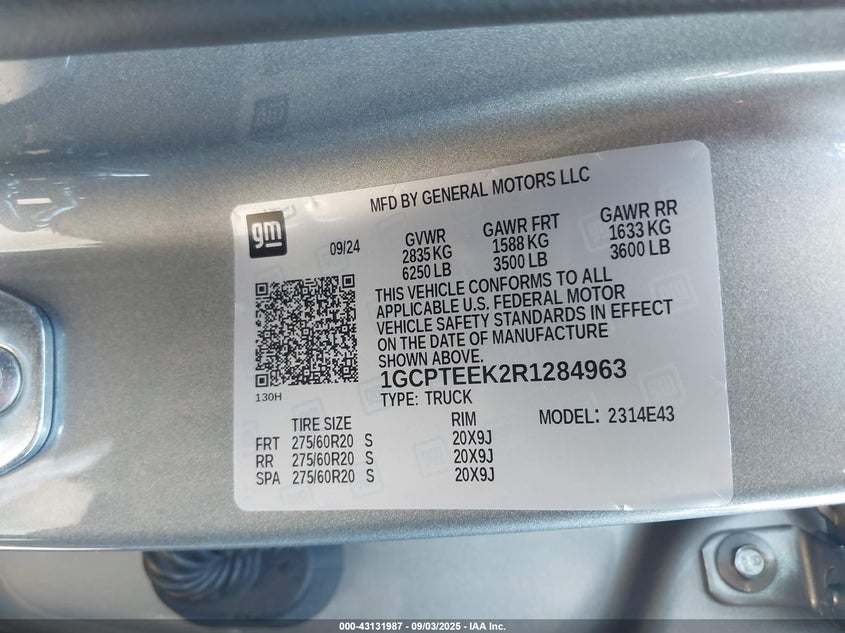 MFD BY GENERAL MOTORS LLC
gm
09/24
GVWR GAWR FRT GAWR RR
2835 KG 1588 KG 1633 KG
6250 LB 3500 LB 3600 LB
THIS VEHICLE CONFORMS TO ALL
APPLICABLE U.S. FEDERAL MOTOR
VEHICLE SAFETY STANDARDS IN EFFECT
ON THE DATE OF MANUFACTURE
SHOWN ABOVE.
1GCPTEEK2R1284963
130H
TYPE: TRUCK
TIRE SIZE RIM MODEL: 2314E43
FRT 275/60R20 S 20X9J
RR 275/60R20 S 20X9J
SPA 275/60R20 S 20X9J
000-43131987 - 09/03/2025 - IAA Inc.